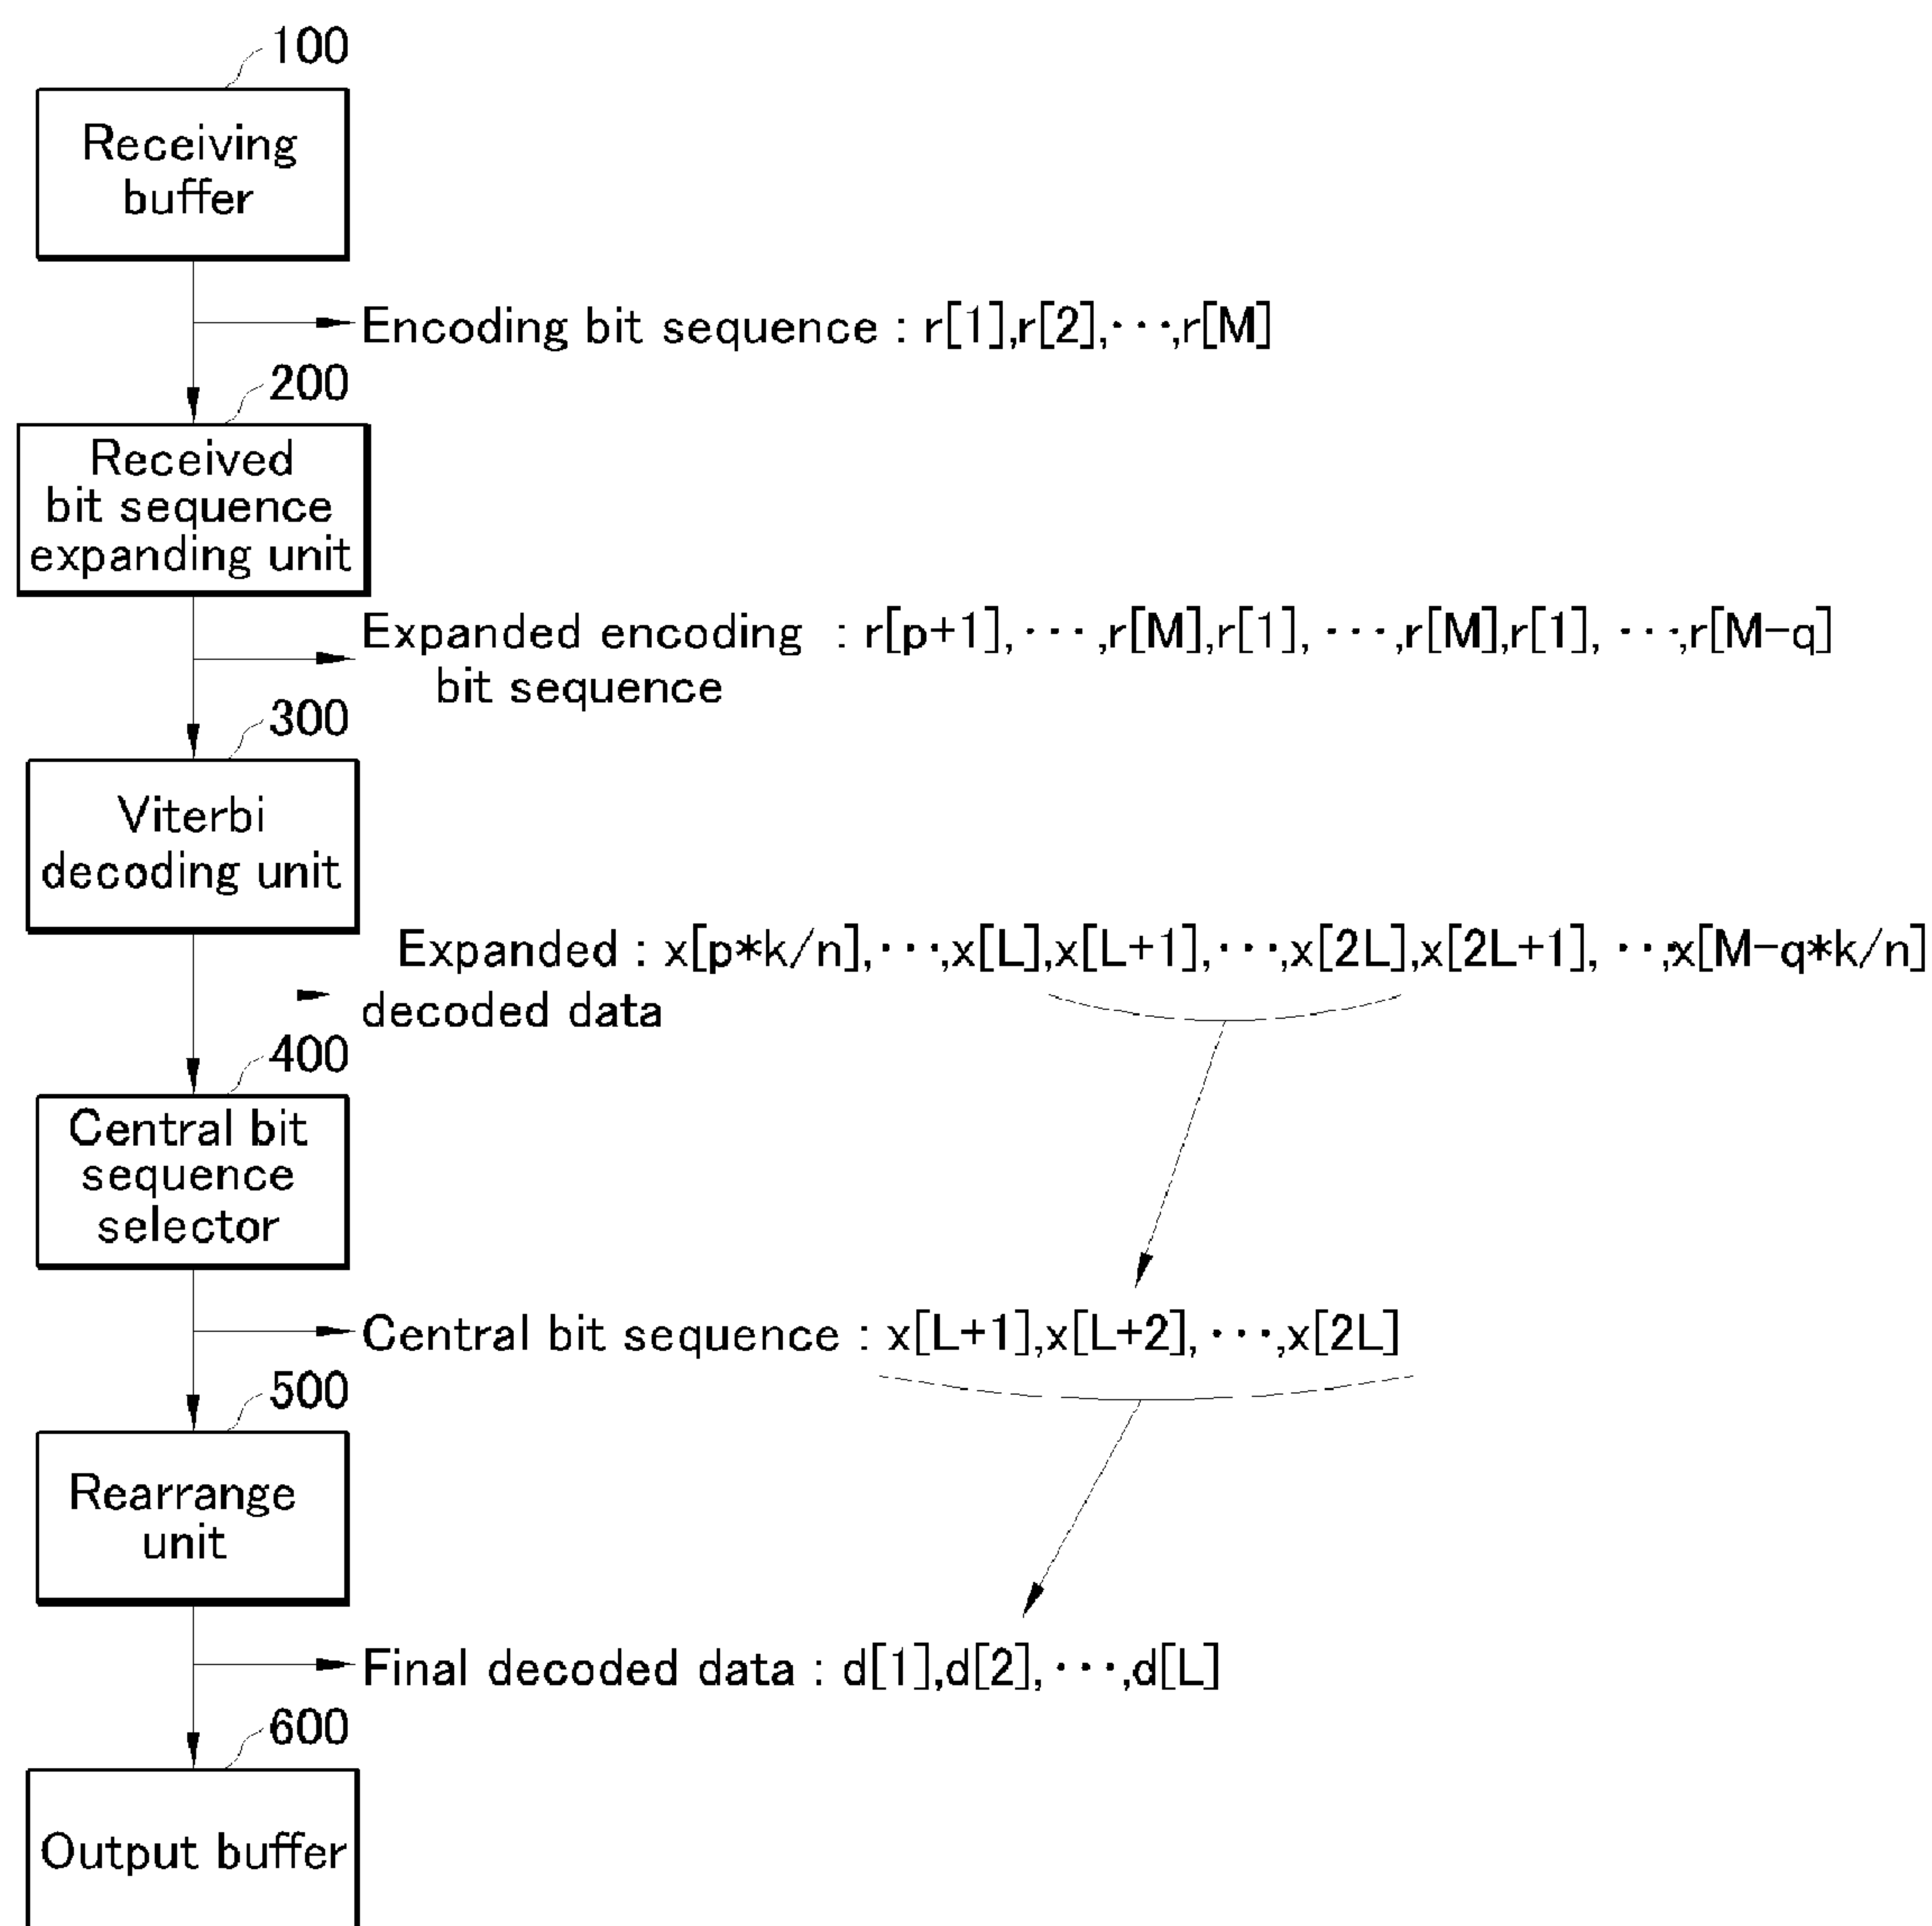 100
Receiving
buffer
Encoding bit sequence : r[1],r[2],···,r[M]
200
Received
bit sequence
expanding unit
Expanded encoding : r[p+1],···,r[M],r[1],···,r[M],r[1],···,r[M-q]
bit sequence
300
Viterbi
decoding unit
Expanded : x[p*k/n],···,x[L],x[L+1],···,x[2L],x[2L+1],···,x[M-q*k/n]
decoded data
400
Central bit
sequence
selector
Central bit sequence : x[L+1],x[L+2],···,x[2L]
500
Rearrange
unit
Final decoded data : d[1],d[2],···,d[L]
600
Output buffer